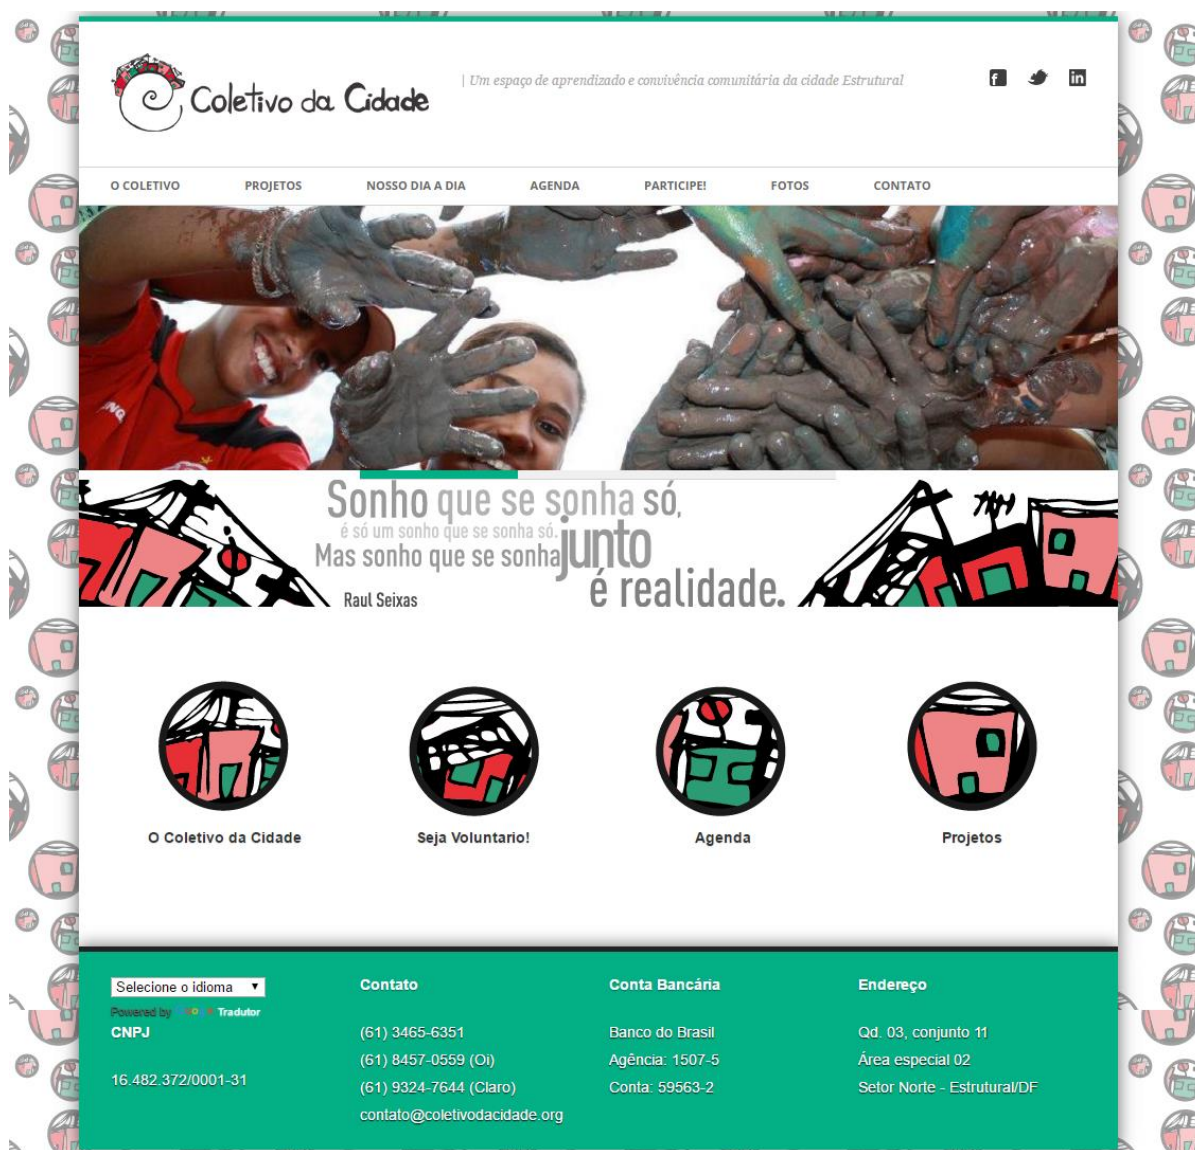 Coletivo da Cidade
| Um espaço de aprendizado e convivência comunitária da cidade Estrutural
O COLETIVO PROJETOS NOSSO DIA A DIA AGENDA PARTICIPE! FOTOS CONTATO
Sonho que se sonha só,
é só um sonho que se sonha só.
Mas sonho que se sonha junto
é realidade.
Raul Seixas
O Coletivo da Cidade
Seja Voluntario!
Agenda
Projetos
Selecione o idioma
Powered by Google Tradutor
CNPJ
16.482.372/0001-31
Contato
(61) 3465-6351
(61) 8457-0559 (Oi)
(61) 9324-7644 (Claro)
contato@coletivodacidade.org
Conta Bancária
Banco do Brasil
Agência: 1507-5
Conta: 59563-2
Endereço
Qd. 03, conjunto 11
Área especial 02
Setor Norte - Estrutural/DF